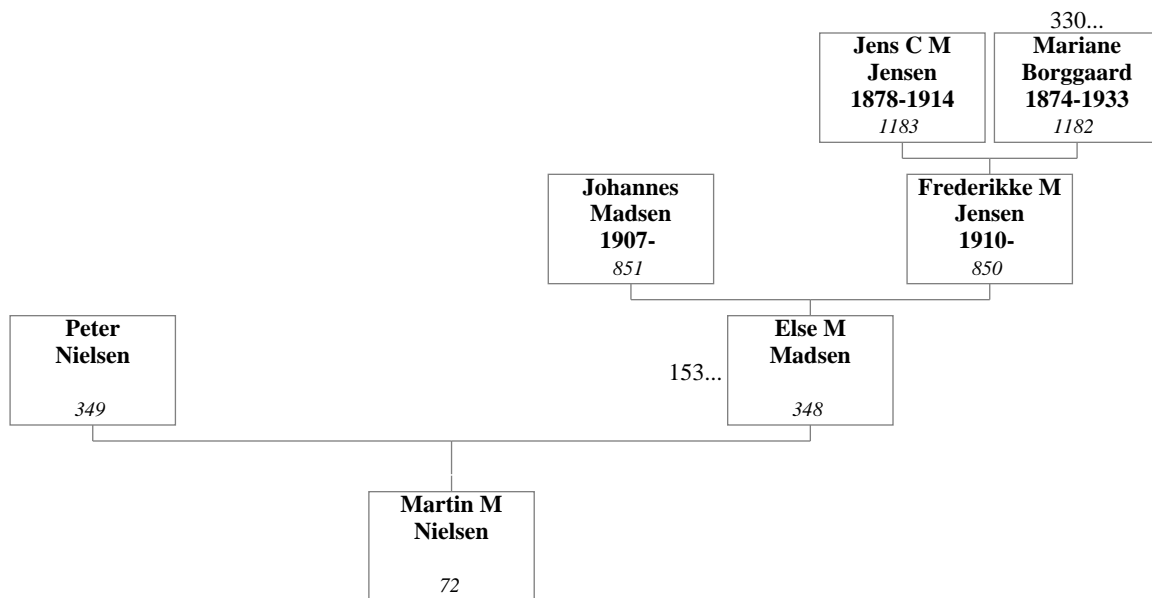 330...
Jens C M
Jensen
1878-1914
1183
Mariane
Borggaard
1874-1933
1182
Johannes
Madsen
1907-
851
Frederikke M
Jensen
1910-
850
Peter
Nielsen
349
153...
Else M
Madsen
348
Martin M
Nielsen
72